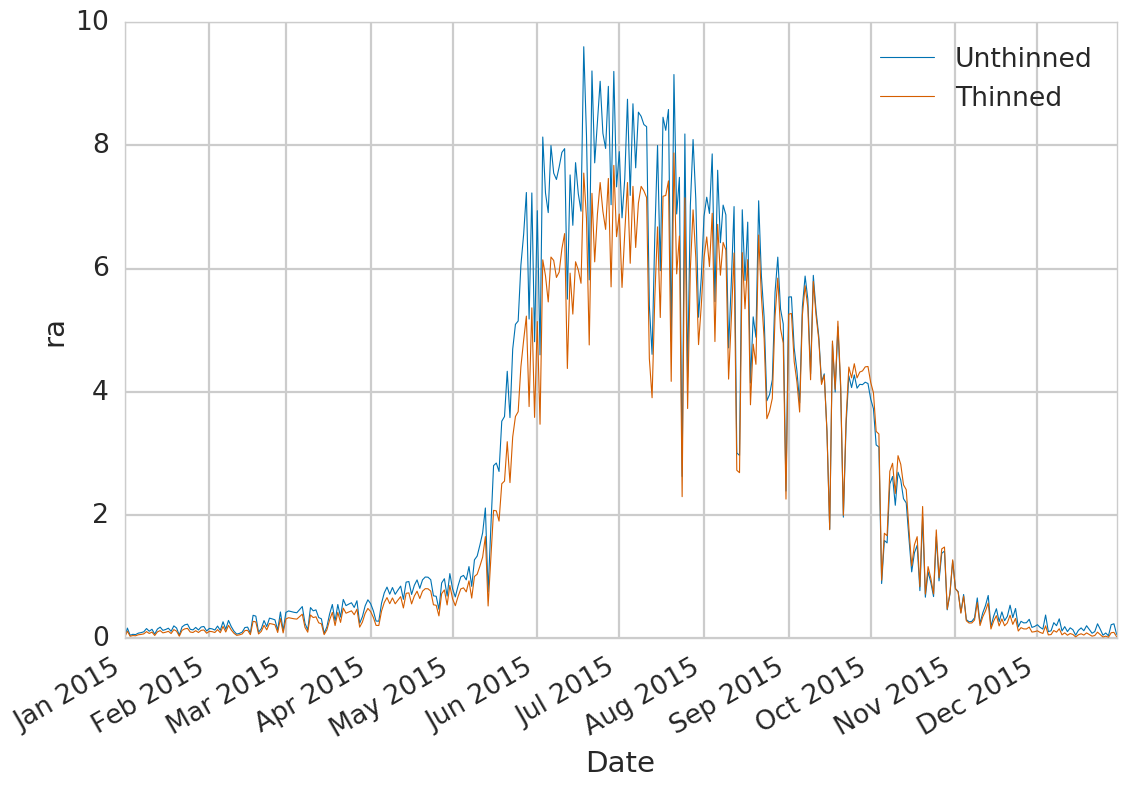 10
8
6
4
2
0
ra
Unthinned
Thinned
Jan 2015
Feb 2015
Mar 2015
Apr 2015
May 2015
Jun 2015
Jul 2015
Aug 2015
Sep 2015
Oct 2015
Nov 2015
Dec 2015
Date